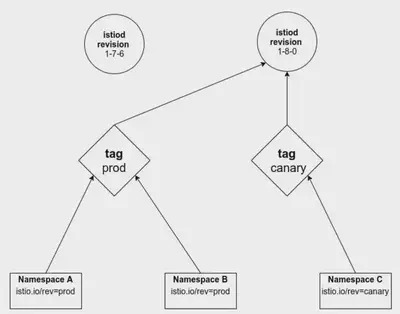 istiod
revision
1-7-6
istiod
revision
1-8-0
tag
prod
tag
canary
Namespace A
istio.io/rev=prod
Namespace B
istio.io/rev=prod
Namespace C
istio.io/rev=canary